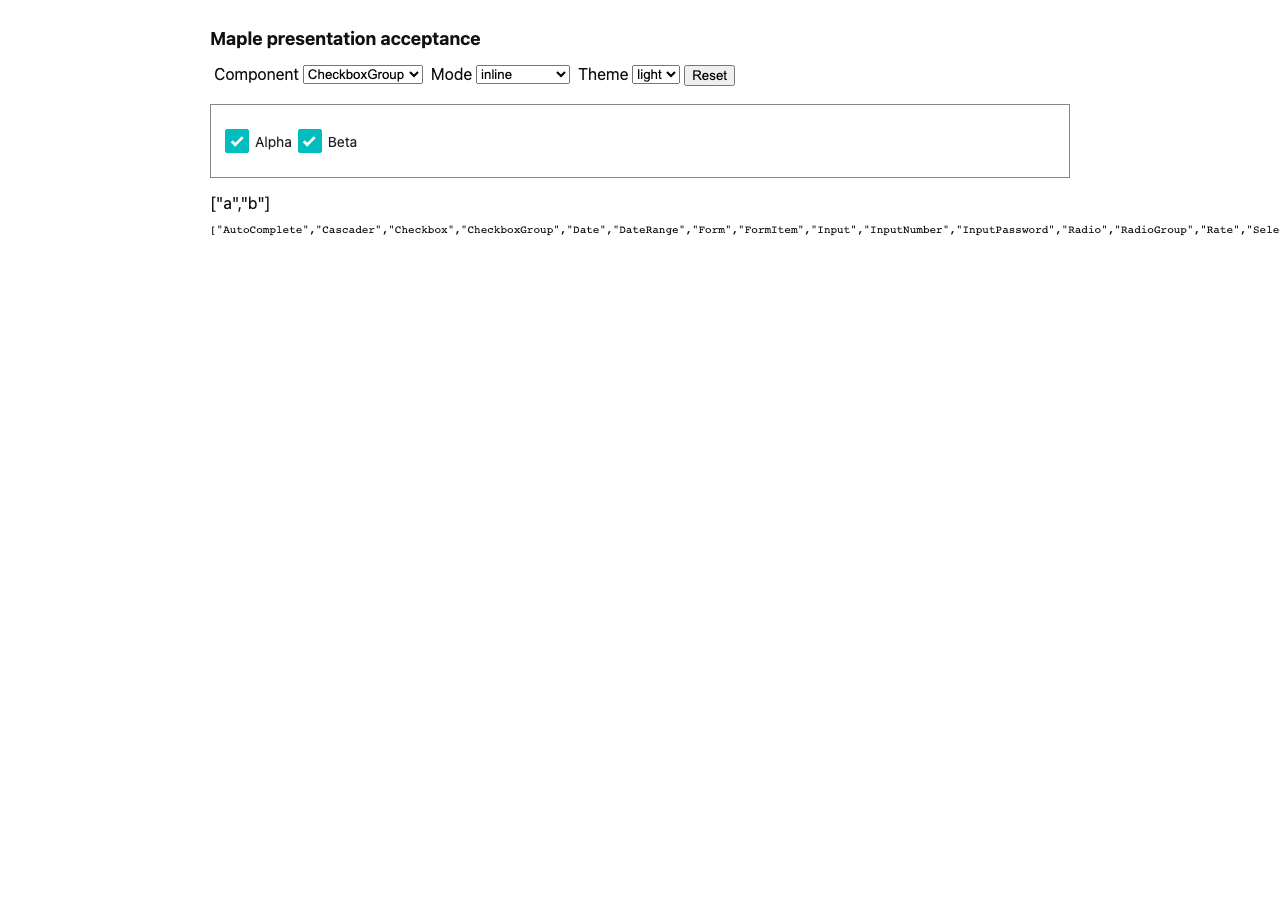 Maple presentation acceptance
Component CheckboxGroup Mode inline Theme light Reset
Alpha Beta
["a","b"]
["AutoComplete","Cascader","Checkbox","CheckboxGroup","Date","DateRange","Form","FormItem","Input","InputNumber","InputPassword","Radio","RadioGroup","Rate","Sele